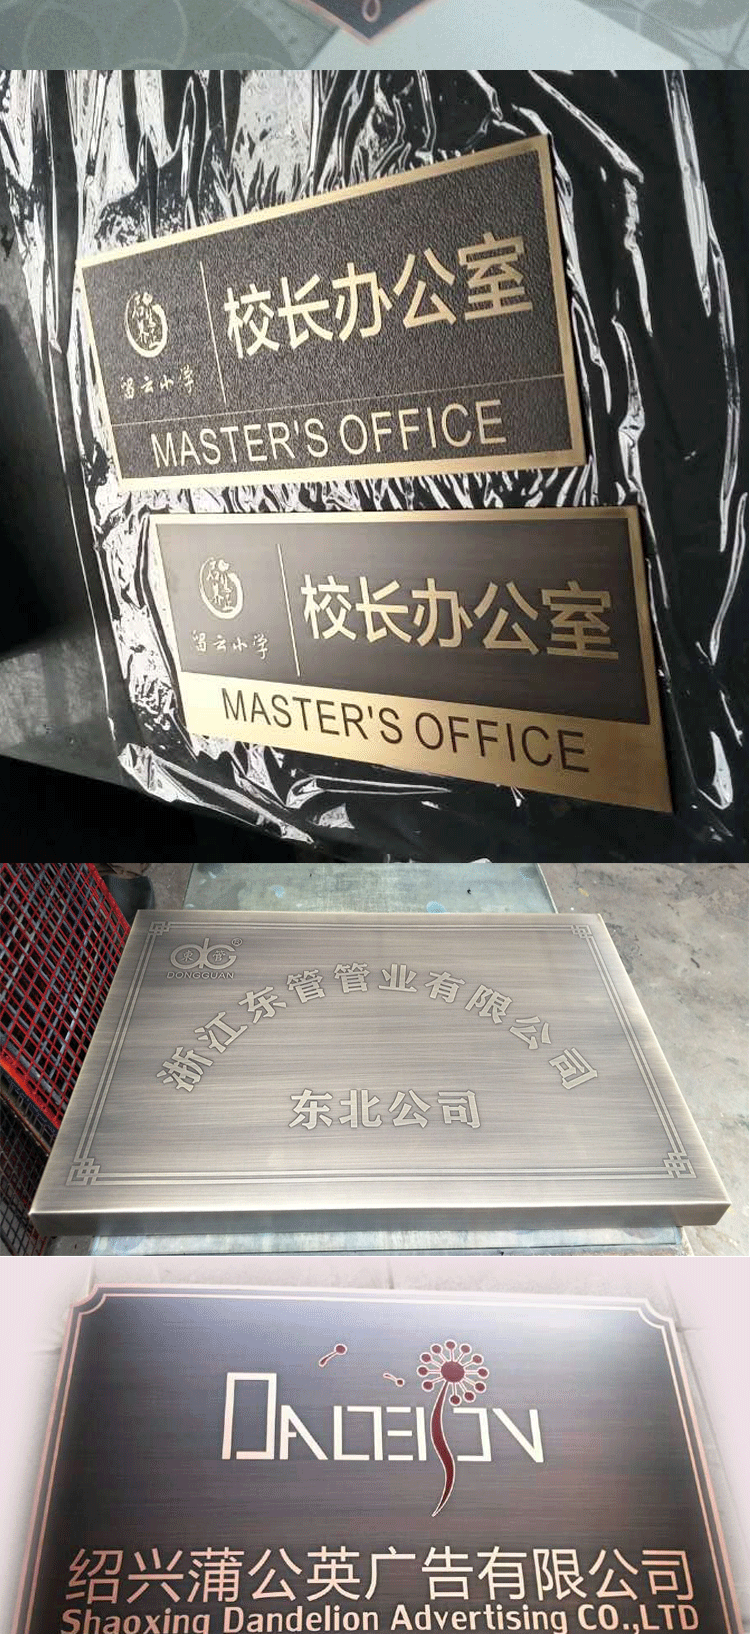 校长办公室
留云小学
MASTER'S OFFICE
校长办公室
留云小学
MASTER'S OFFICE
東 管®
DONGGUAN
浙江东管管业有限公司
东北公司
DANDELION
绍兴蒲公英广告有限公司
Shaoxing Dandelion Advertising CO.,LTD